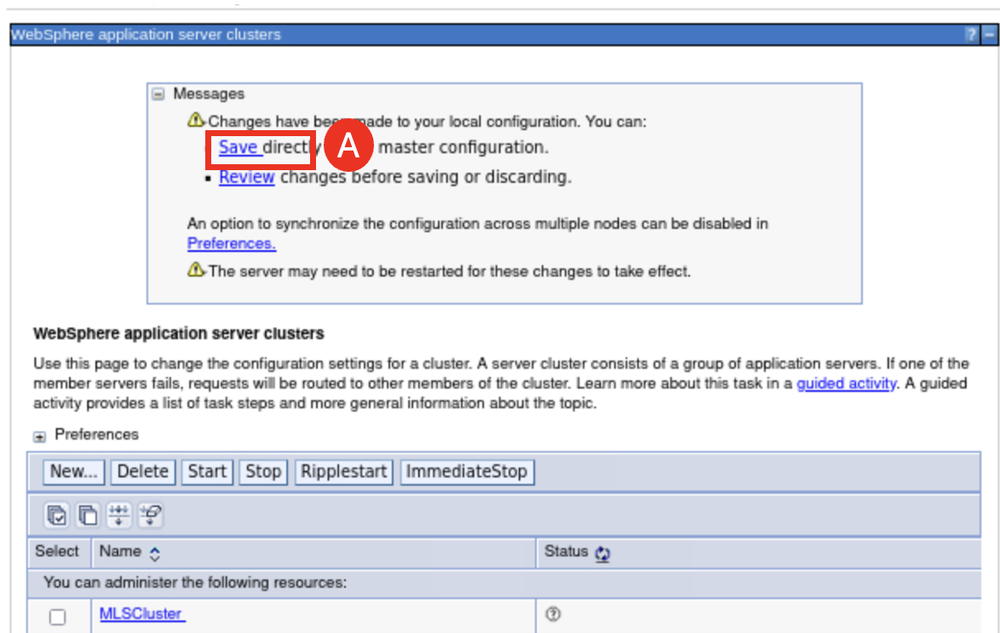 WebSphere application server clusters ? –
Messages
Changes have been made to your local configuration. You can:
Save directly A master configuration.
Review changes before saving or discarding.
An option to synchronize the configuration across multiple nodes can be disabled in
Preferences.
The server may need to be restarted for these changes to take effect.
WebSphere application server clusters
Use this page to change the configuration settings for a cluster. A server cluster consists of a group of application servers. If one of the
member servers fails, requests will be routed to other members of the cluster. Learn more about this task in a guided activity. A guided
activity provides a list of task steps and more general information about the topic.
Preferences
New... Delete Start Stop Ripplestart ImmediateStop
Select Name Status
You can administer the following resources:
MLSCluster ?